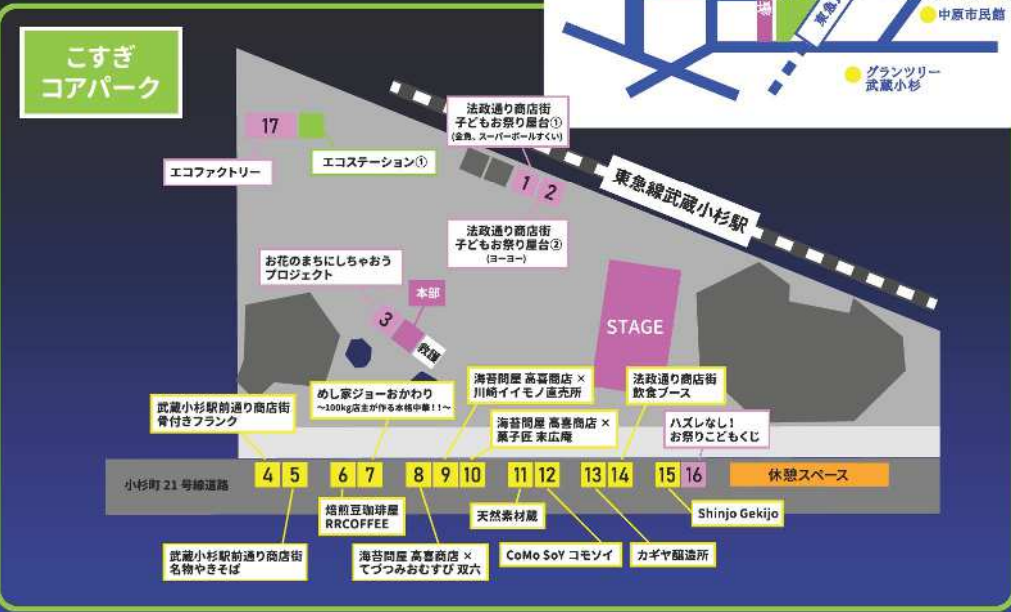 中原市民館
グランツリー
武蔵小杉
こすぎ
コアパーク
17
エコファクトリー
エコステーション①
法政通り商店街
子どもお祭り屋台①
(金魚、スーパーボールすくい)
1
2
東急線武蔵小杉駅
法政通り商店街
子どもお祭り屋台②
(ヨーヨー)
お花のまちにしちゃおう
プロジェクト
本部
3
救護
STAGE
武蔵小杉駅前通り商店街
骨付きフランク
めし家ジョーおかわり
〜100kg店主が作る本格中華!!〜
海苔問屋 髙喜商店 ×
川崎イイモノ直売所
海苔問屋 髙喜商店 ×
菓子匠 末広庵
法政通り商店街
飲食ブース
ハズレなし!
お祭りこどもくじ
小杉町 21 号線道路
4
5
6
7
8
9
10
11
12
13
14
15
16
休憩スペース
焙煎豆珈琲屋
RRCOFFEE
天然素材蔵
Shinjo Gekijo
武蔵小杉駅前通り商店街
名物やきそば
海苔問屋 髙喜商店 ×
てづつみおむすび 双六
CoMo SoY コモソイ
カギヤ醸造所